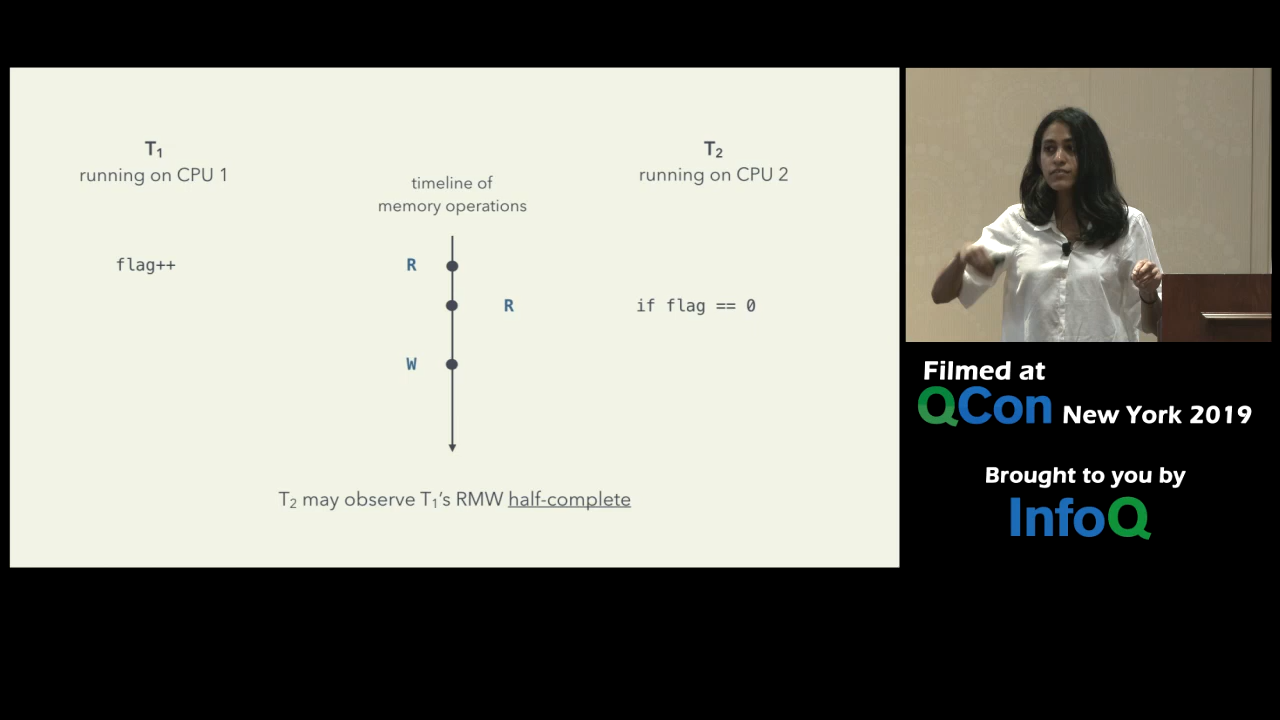 T₁
running on CPU 1
T₂
running on CPU 2
timeline of
memory operations
flag++
R
R
if flag == 0
W
T₂ may observe T₁'s RMW half-complete
Filmed at
QCon New York 2019
Brought to you by
InfoQ